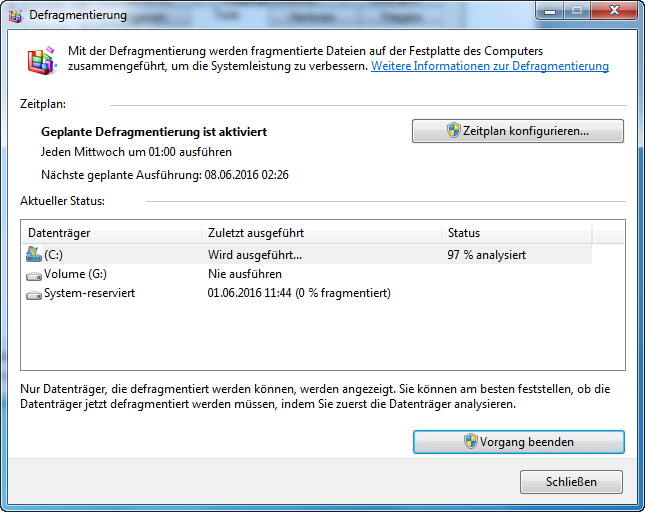 Defragmentierung
Mit der Defragmentierung werden fragmentierte Dateien auf der Festplatte des Computers
zusammengeführt, um die Systemleistung zu verbessern. Weitere Informationen zur Defragmentierung
Zeitplan:
Geplante Defragmentierung ist aktiviert
Zeitplan konfigurieren...
Jeden Mittwoch um 01:00 ausführen
Nächste geplante Ausführung: 08.06.2016 02:26
Aktueller Status:
Datenträger Zuletzt ausgeführt Status
(C:) Wird ausgeführt... 97 % analysiert
Volume (G:) Nie ausführen
System-reserviert 01.06.2016 11:44 (0 % fragmentiert)
Nur Datenträger, die defragmentiert werden können, werden angezeigt. Sie können am besten feststellen, ob die
Datenträger jetzt defragmentiert werden müssen, indem Sie zuerst die Datenträger analysieren.
Vorgang beenden
Schließen